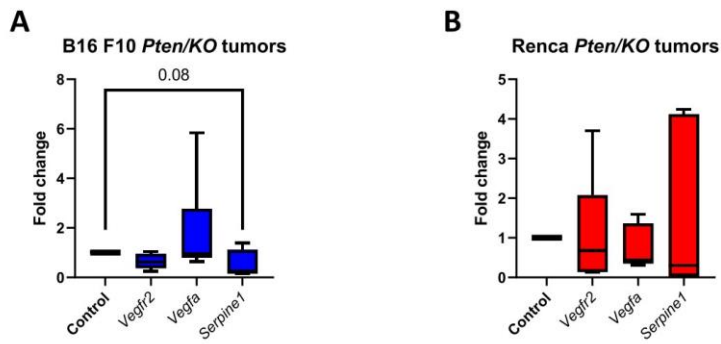 A
B16 F10 Pten/KO tumors
0.08
Fold change
8
6
4
2
0
Control
Vegfr2
Vegfa
Serpine1
B
Renca Pten/KO tumors
Fold change
5
4
3
2
1
0
Control
Vegfr2
Vegfa
Serpine1